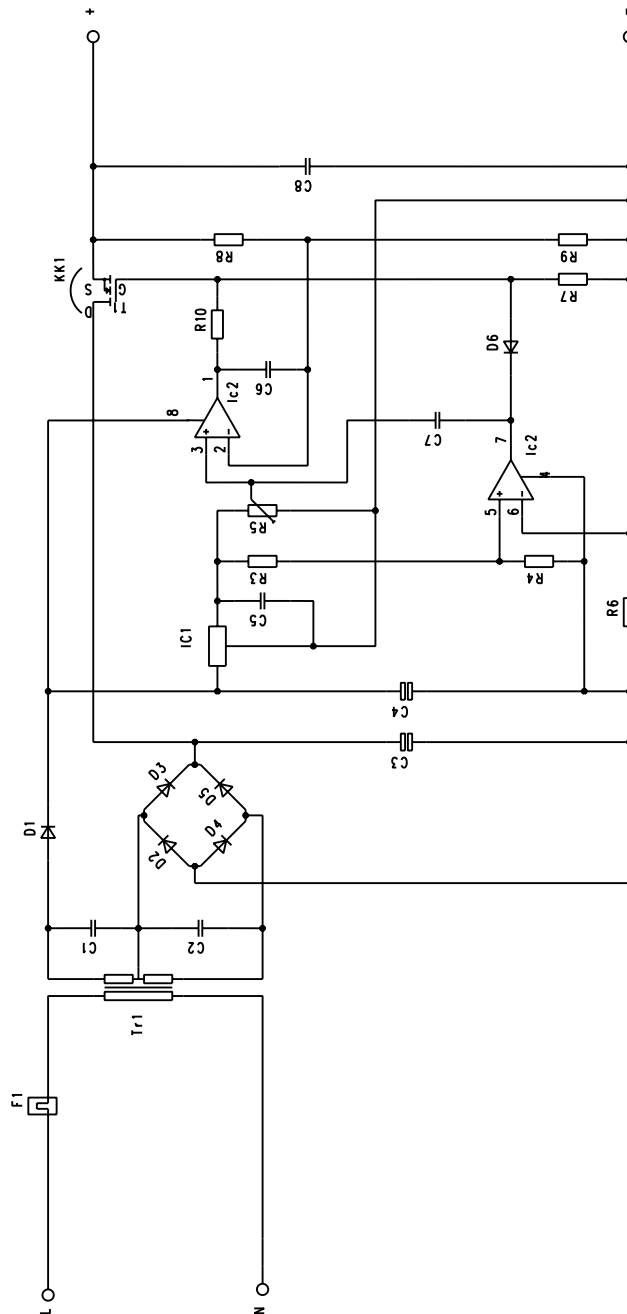 +
-
C8
R8
R9
KK1
S
G
D
T1
R7
R10
D6
1
Ic2
C6
8
3
+
-
2
C7
7
Ic2
5
+
-
6
4
R5
R3
R4
C5
IC1
R6
C4
C3
D3
D5
D1
D2
D4
C1
C2
Tr1
F1
L
N